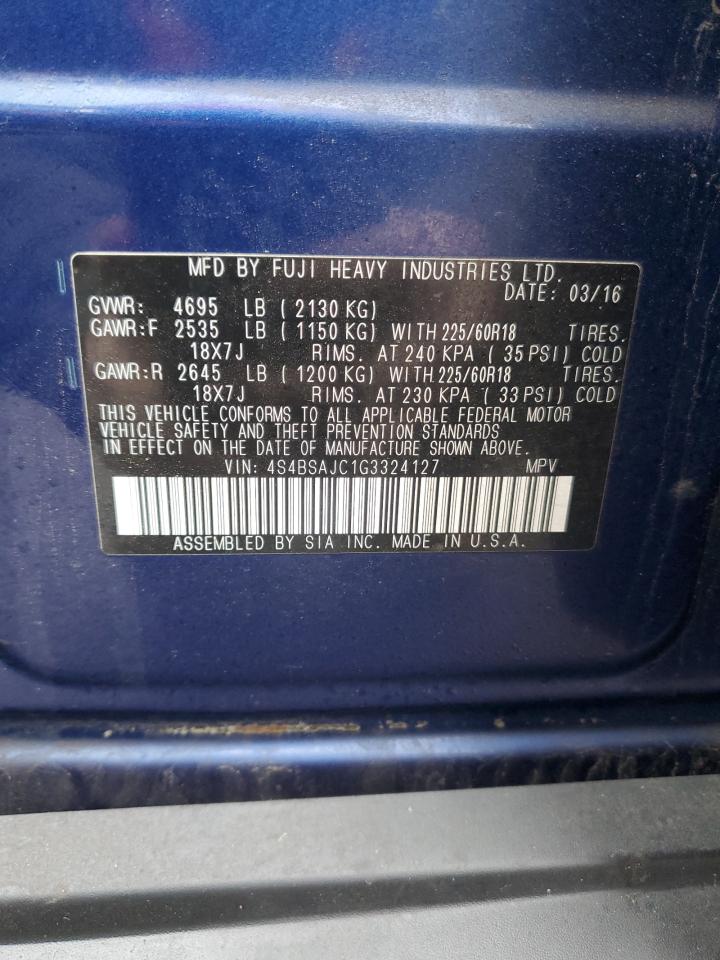 MFD BY FUJI HEAVY INDUSTRIES LTD.
DATE: 03/16
GVWR: 4695 LB ( 2130 KG)
GAWR:F 2535 LB ( 1150 KG) WITH 225/60R18 TIRES.
18X7J RIMS. AT 240 KPA ( 35 PSI) COLD
GAWR:R 2645 LB ( 1200 KG) WITH 225/60R18 TIRES.
18X7J RIMS. AT 230 KPA ( 33 PSI) COLD
THIS VEHICLE CONFORMS TO ALL APPLICABLE FEDERAL MOTOR
VEHICLE SAFETY AND THEFT PREVENTION STANDARDS
IN EFFECT ON THE DATE OF MANUFACTURE SHOWN ABOVE.
VIN: 4S4BSAJC1G3324127 MPV
ASSEMBLED BY SIA INC. MADE IN U.S.A.